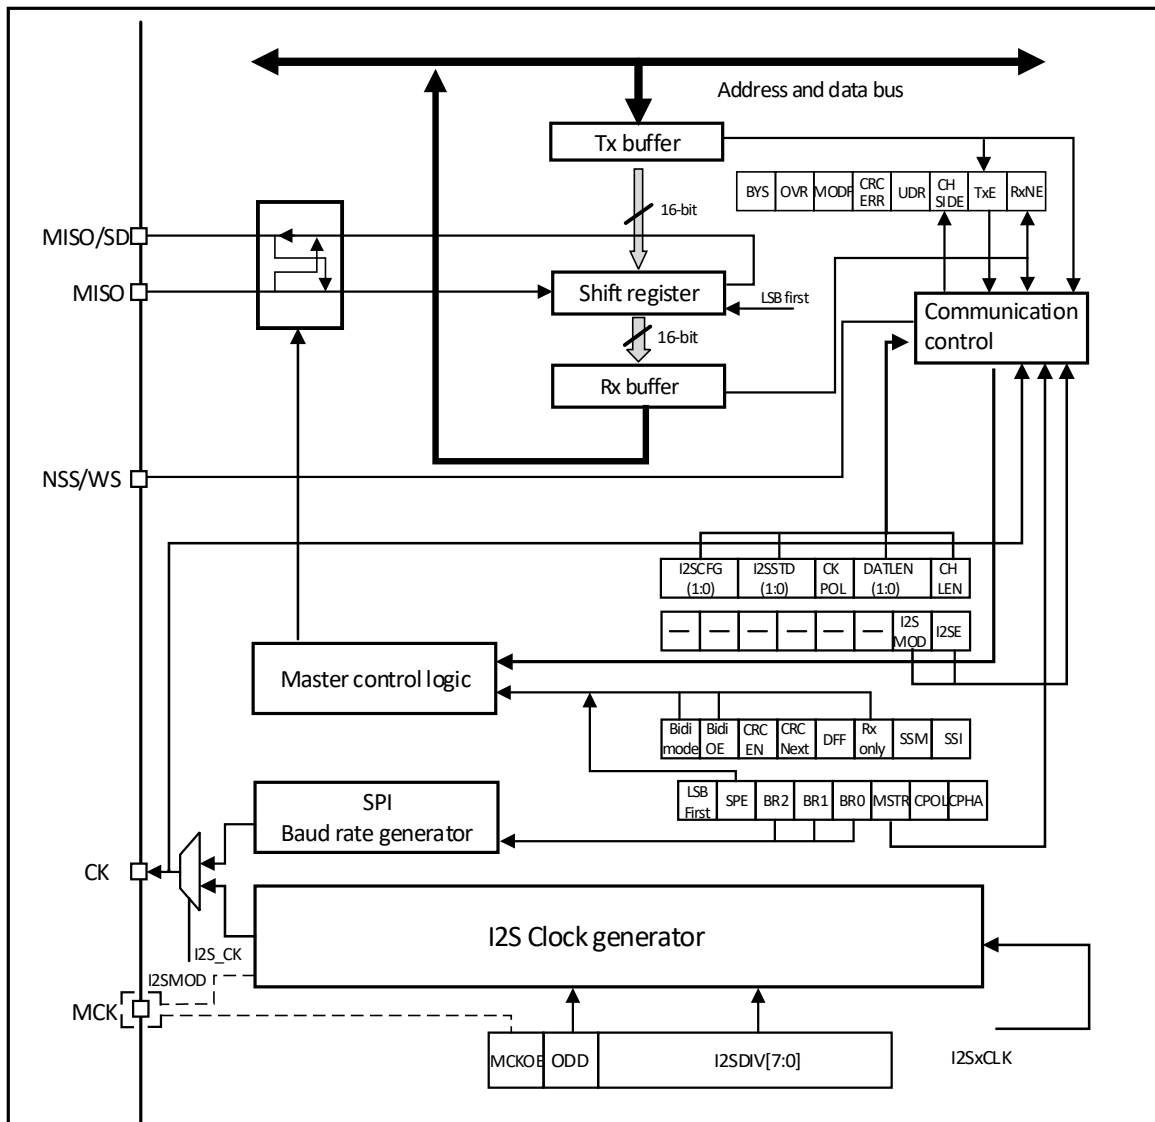 Address and data bus
Tx buffer
BYS
OVR
MODF
CRC
ERR
UDR
CH
SIDE
TxE
RxNE
16-bit
MISO/SD
MISO
Shift register
LSB first
Communication
control
16-bit
Rx buffer
NSS/WS
I2SCFG
(1:0)
I2SSTD
(1:0)
CK
POL
DATLEN
(1:0)
CH
LEN
— — — — — —
I2S
MOD
I2SE
Master control logic
Bidi
mode
Bidi
OE
CRC
EN
CRC
Next
DFF
Rx
only
SSM
SSI
LSB
First
SPE
BR2
BR1
BR0
MSTR
CPOL
CPHA
SPI
Baud rate generator
CK
I2S Clock generator
I2S_CK
I2SMOD
MCK
MCKOE
ODD
I2SDIV[7:0]
I2SxCLK